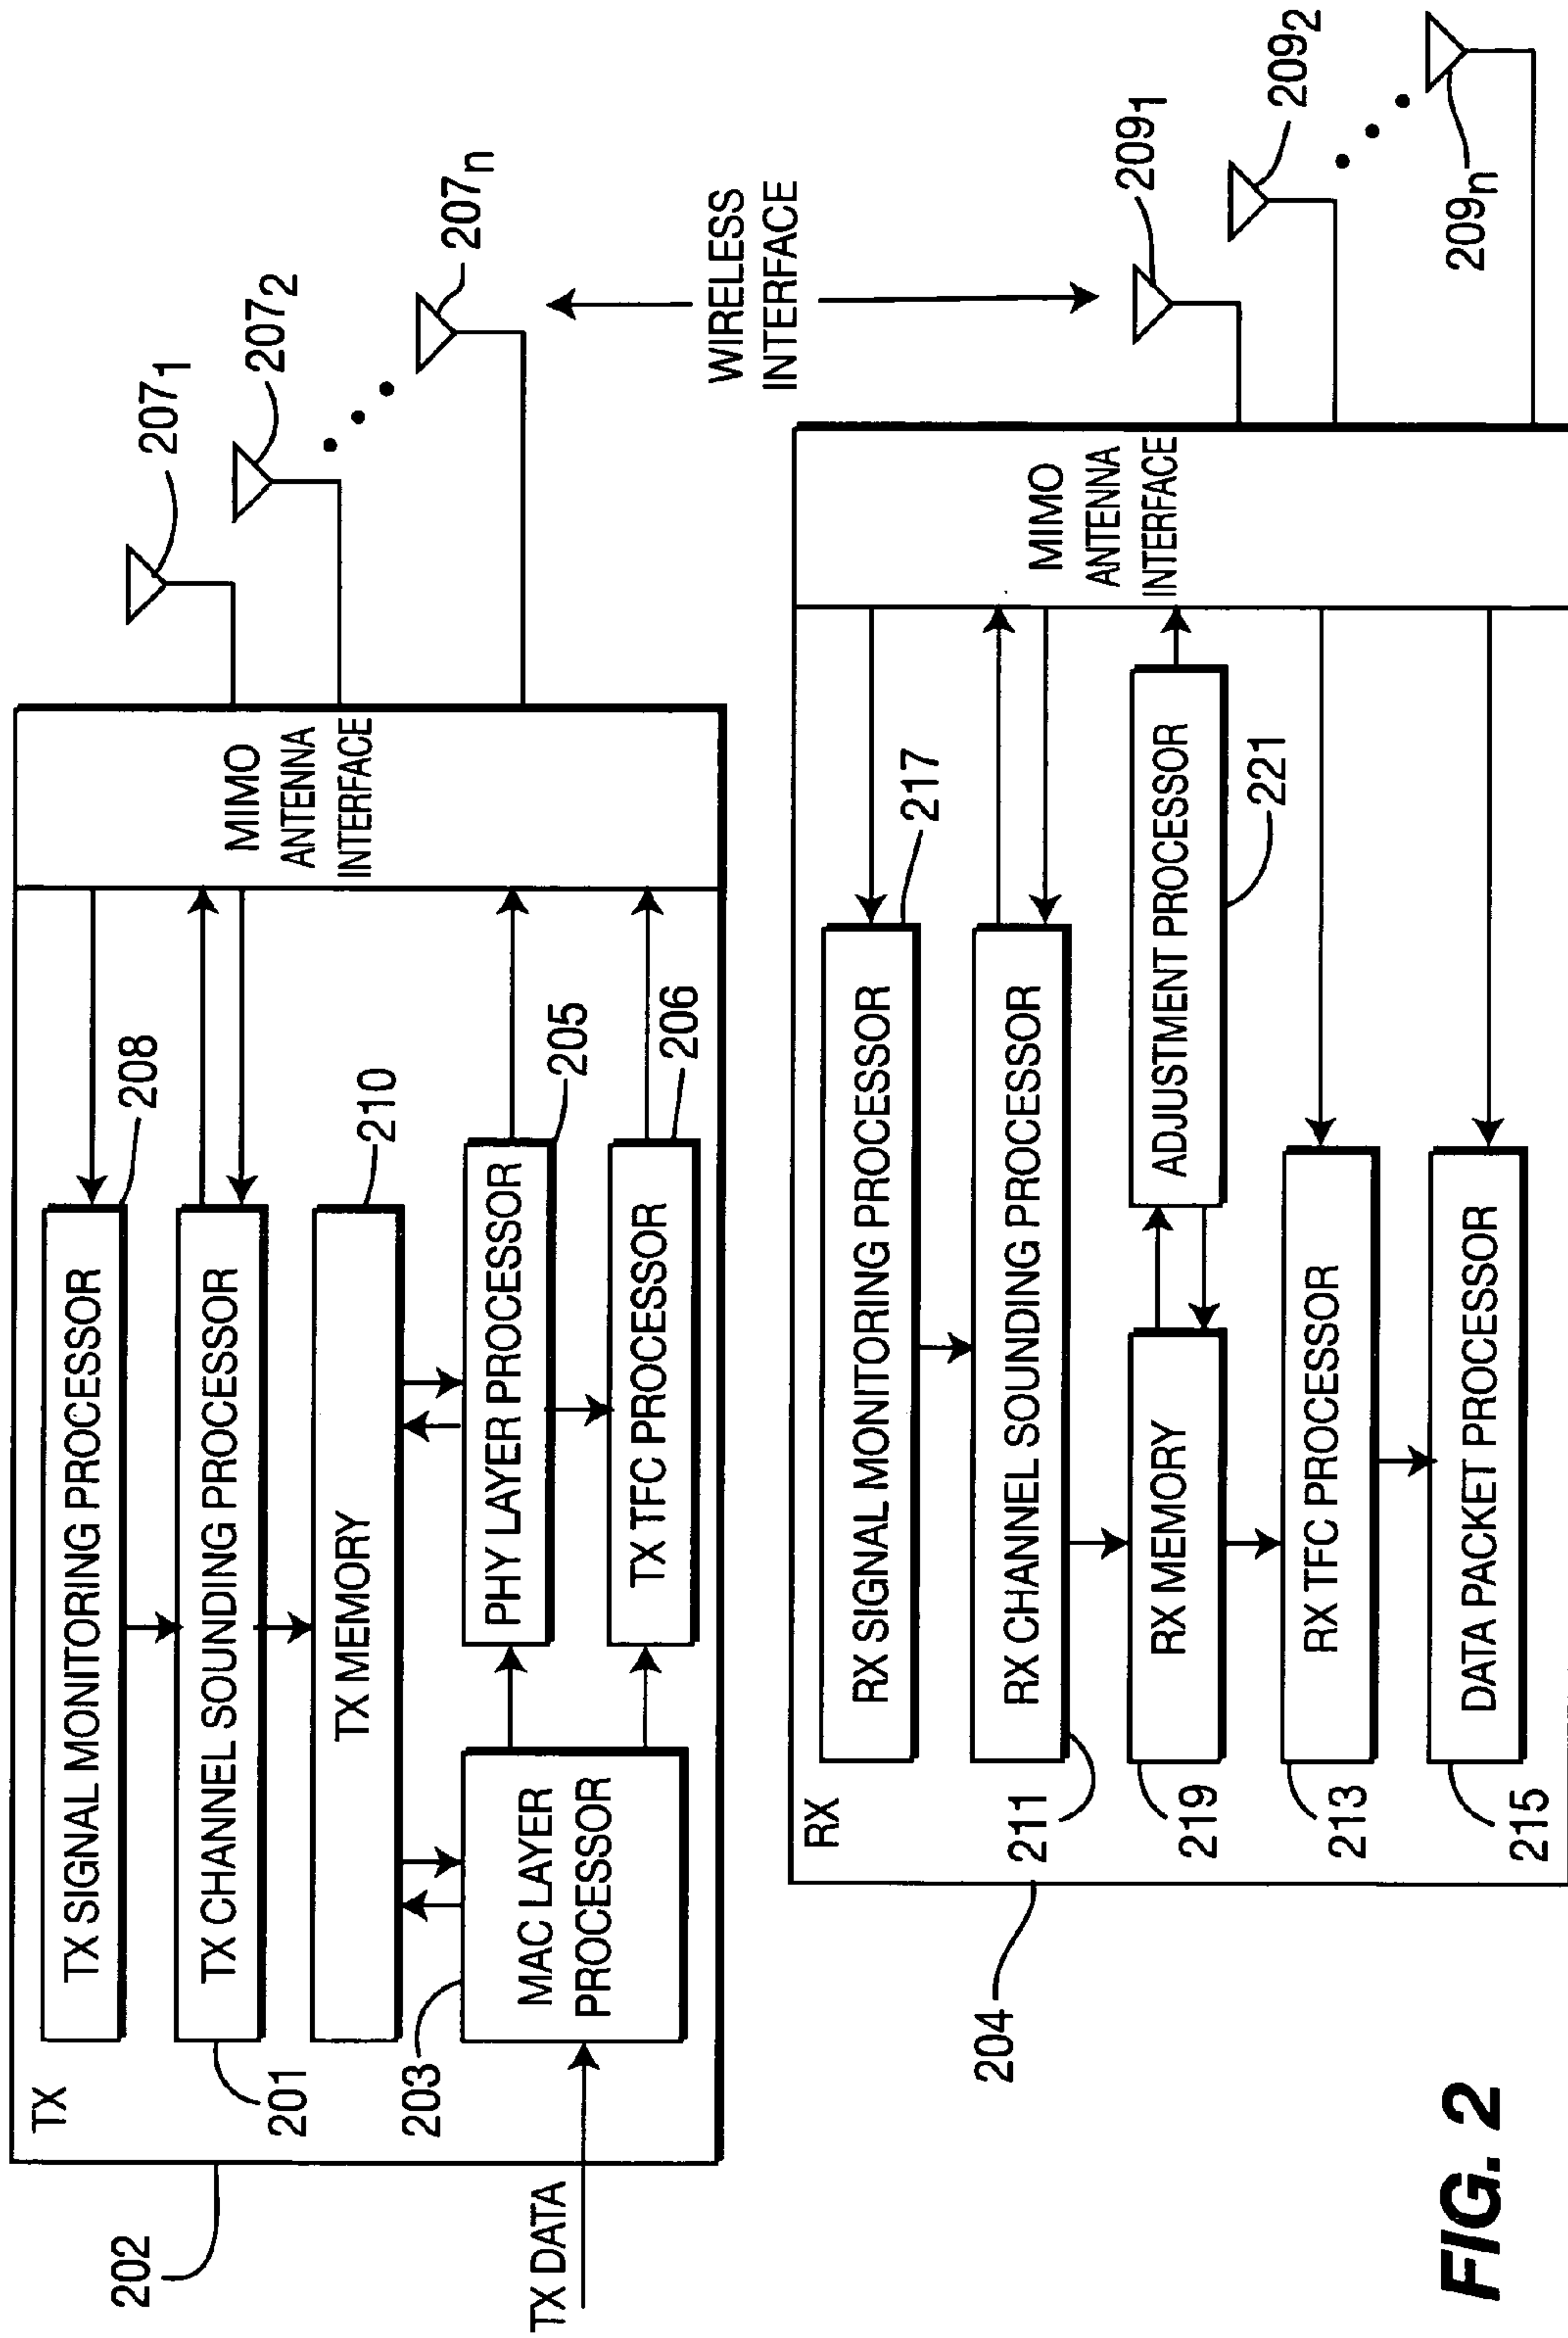 TX
202
TX SIGNAL MONITORING PROCESSOR
208
TX CHANNEL SOUNDING PROCESSOR
201
TX MEMORY
210
MAC LAYER
PROCESSOR
203
TX DATA
PHY LAYER PROCESSOR
205
TX TFC PROCESSOR
206
MIMO
ANTENNA
INTERFACE
207₁
207₂
207ₙ
WIRELESS
INTERFACE
RX
204
RX SIGNAL MONITORING PROCESSOR
217
RX CHANNEL SOUNDING PROCESSOR
211
RX MEMORY
219
ADJUSTMENT PROCESSOR
221
RX TFC PROCESSOR
213
DATA PACKET PROCESSOR
215
MIMO
ANTENNA
INTERFACE
209₁
209₂
209ₙ
FIG. 2